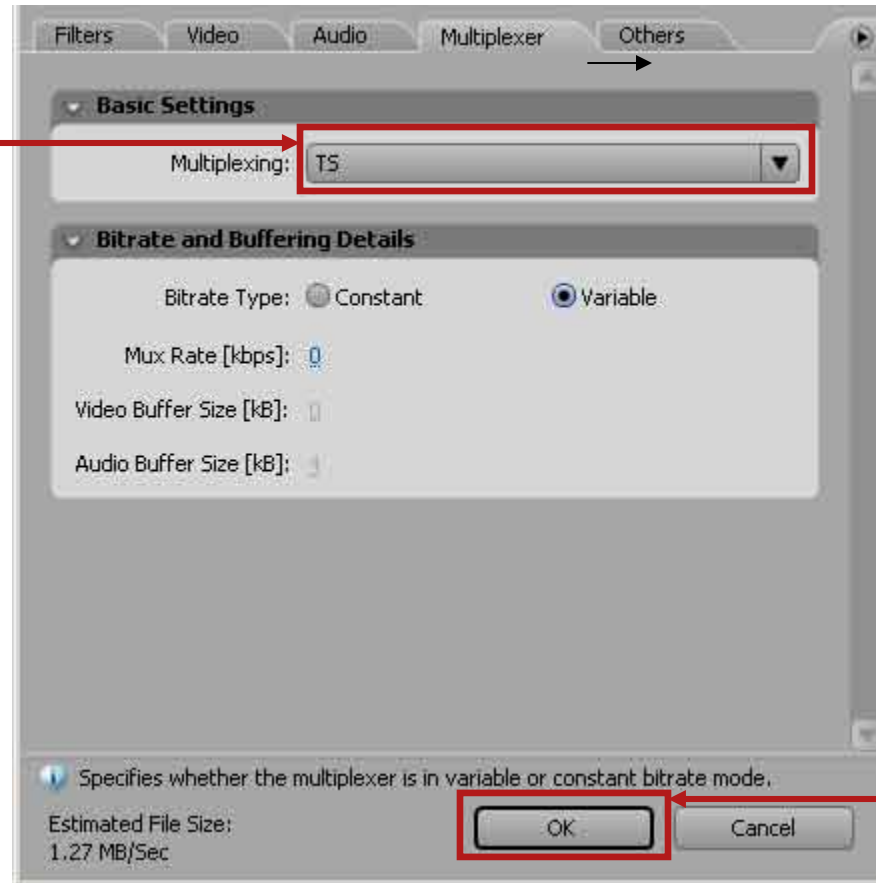 Filters Video Audio Multiplexer Others
Basic Settings
Multiplexing: TS
Bitrate and Buffering Details
Bitrate Type: Constant Variable
Mux Rate [kbps]: 0
Video Buffer Size [kB]: 0
Audio Buffer Size [kB]:
Specifies whether the multiplexer is in variable or constant bitrate mode.
Estimated File Size:
1.27 MB/Sec
OK Cancel